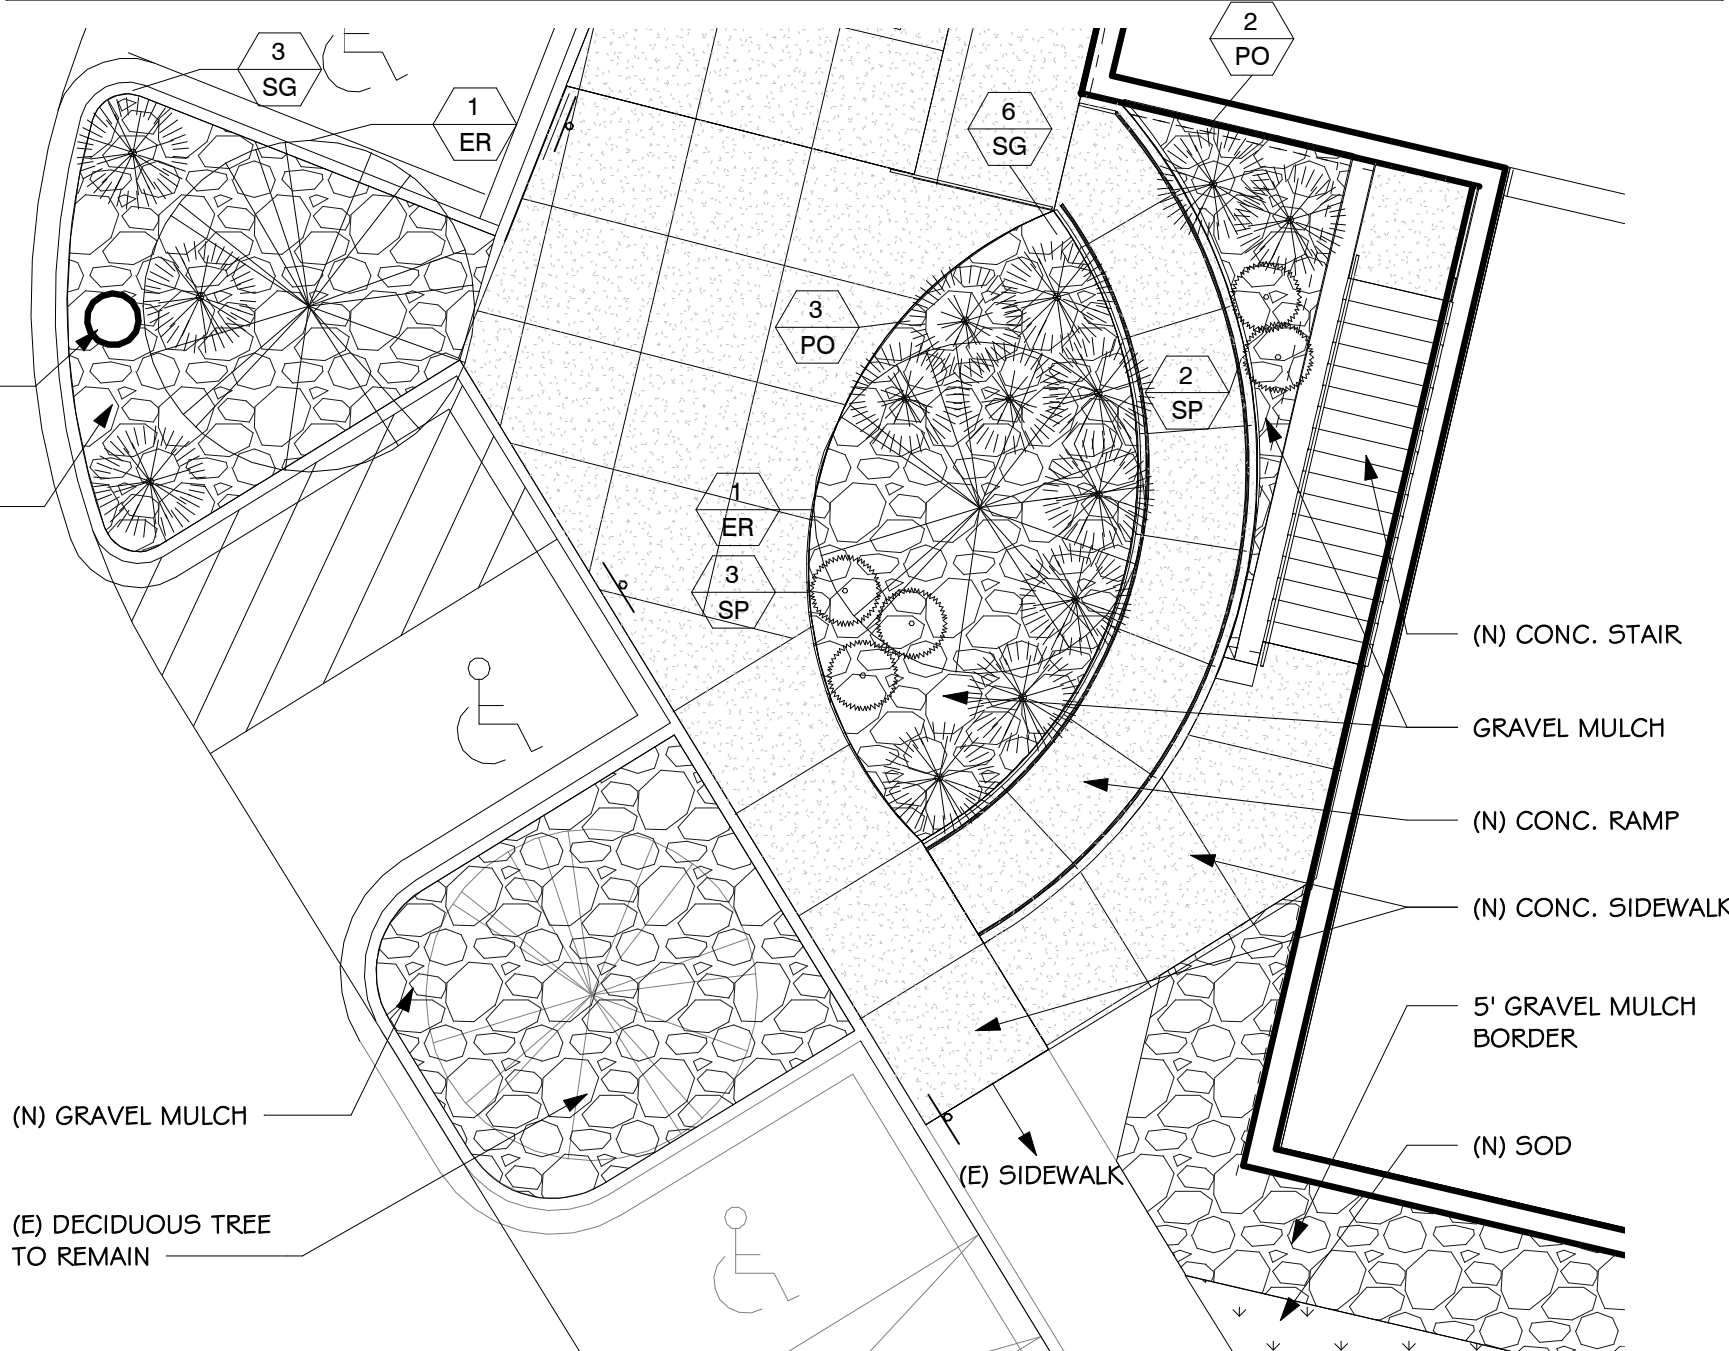 2
PO
3
SG
1
ER
6
SG
3
PO
2
SP
1
ER
3
SP
(N) CONC. STAIR
GRAVEL MULCH
(N) CONC. RAMP
(N) CONC. SIDEWALK
5' GRAVEL MULCH
BORDER
(N) GRAVEL MULCH
(N) SOD
(E) SIDEWALK
(E) DECIDUOUS TREE
TO REMAIN